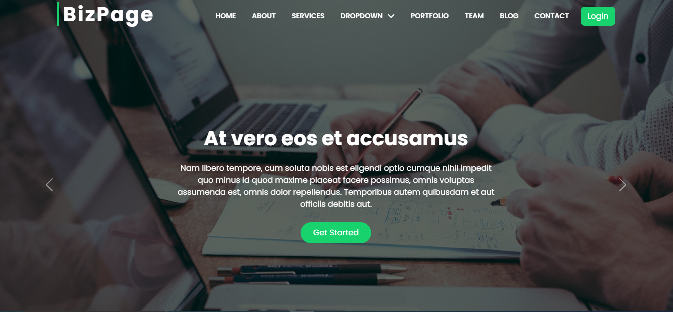 BizPage
HOME ABOUT SERVICES DROPDOWN PORTFOLIO TEAM BLOG CONTACT Login
At vero eos et accusamus
Nam libero tempore, cum soluta nobis est eligendi optio cumque nihil impedit
quo minus id quod maxime placeat facere possimus, omnis voluptas
assumenda est, omnis dolor repellendus. Temporibus autem quibusdam et aut
officiis debitis aut.
Get Started